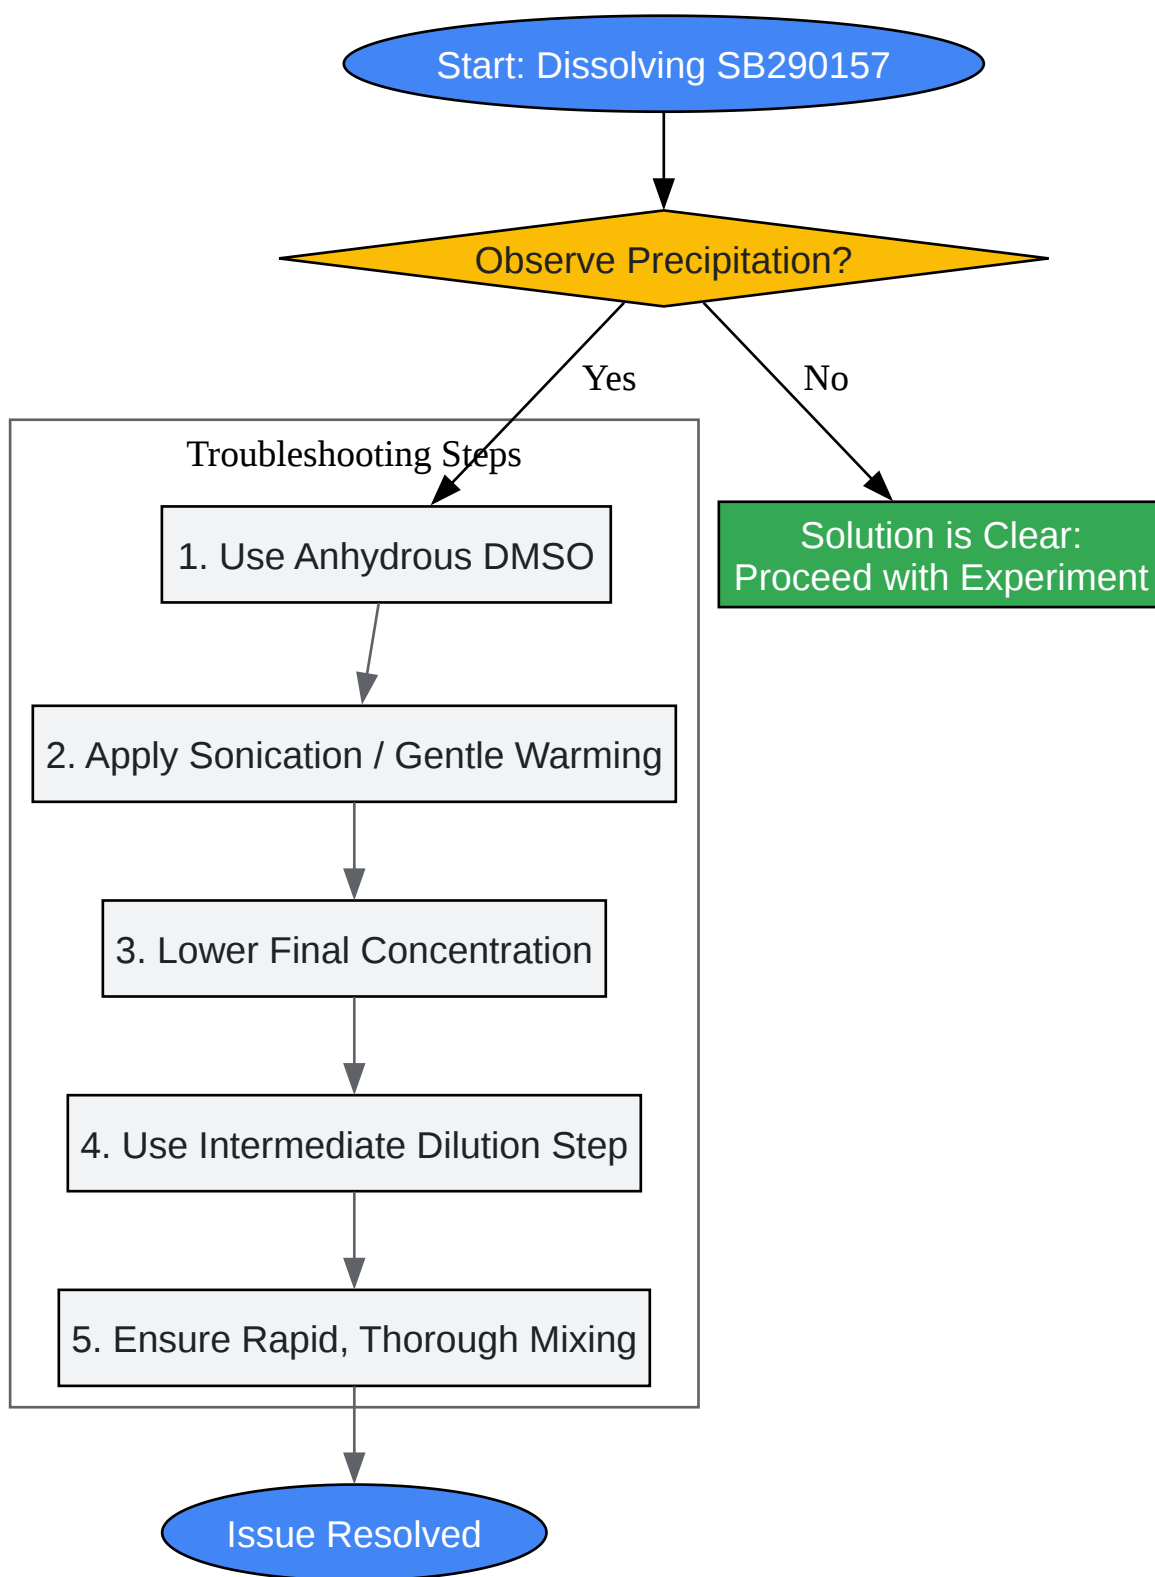 Start: Dissolving SB290157
Observe Precipitation?
Yes
No
Troubleshooting Steps
1. Use Anhydrous DMSO
Solution is Clear:
Proceed with Experiment
2. Apply Sonication / Gentle Warming
3. Lower Final Concentration
4. Use Intermediate Dilution Step
5. Ensure Rapid, Thorough Mixing
Issue Resolved